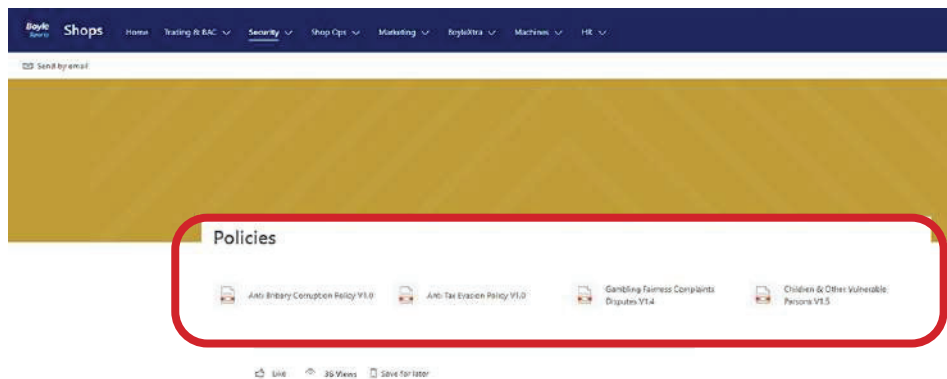 Boyle Sports Shops Home Trading & BAC Security Shop Ops Marketing BoyleXtra Machines HR
Send by email
Policies
Anti Bribary Corruption Policy V1.0 Anti Tax Evasion Policy V1.0 Gambling Fairness Complaints Disputes V1.4 Children & Other Vulnerable Persons V1.5
Like 36 Views Save for later